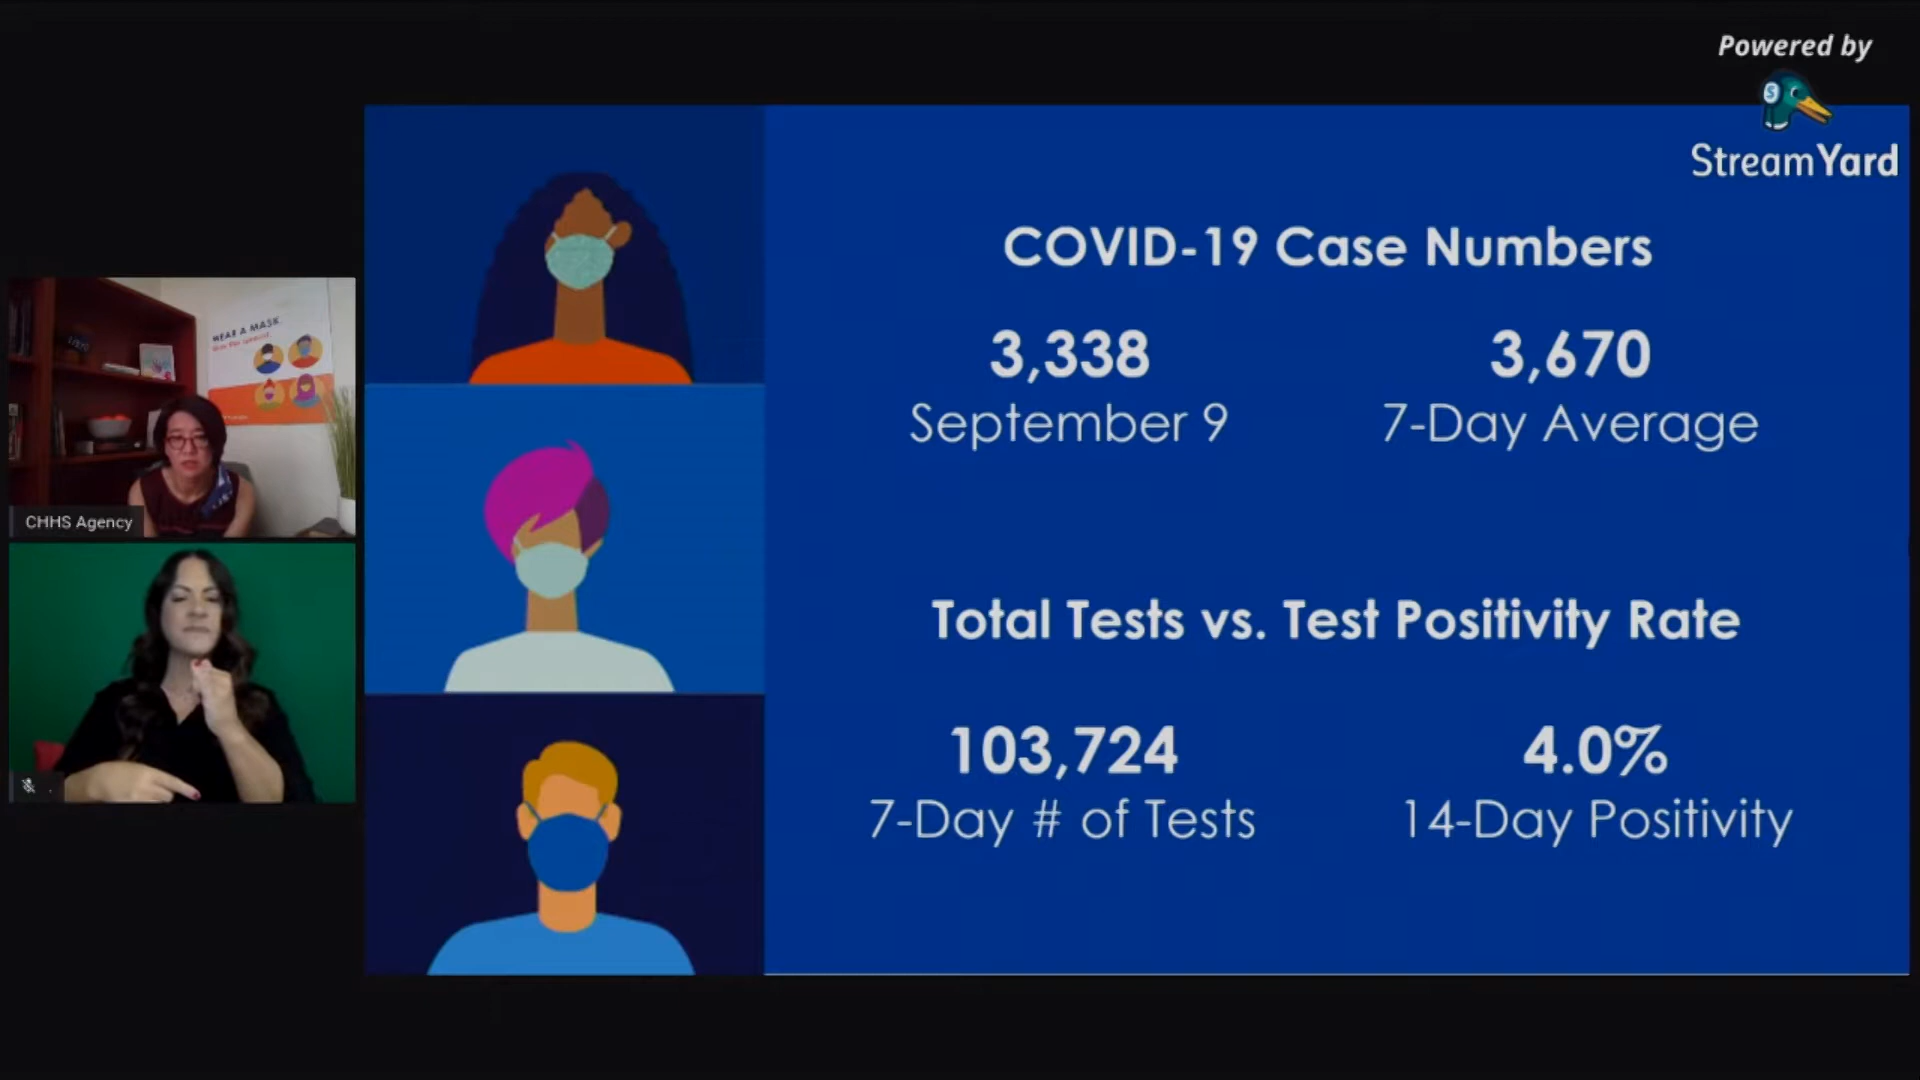 Powered by
StreamYard
COVID-19 Case Numbers
3,338
3,670
September 9
7-Day Average
WEAR A MASK.
CHHS Agency
Total Tests vs. Test Positivity Rate
103,724
4.0%
7-Day # of Tests
14-Day Positivity